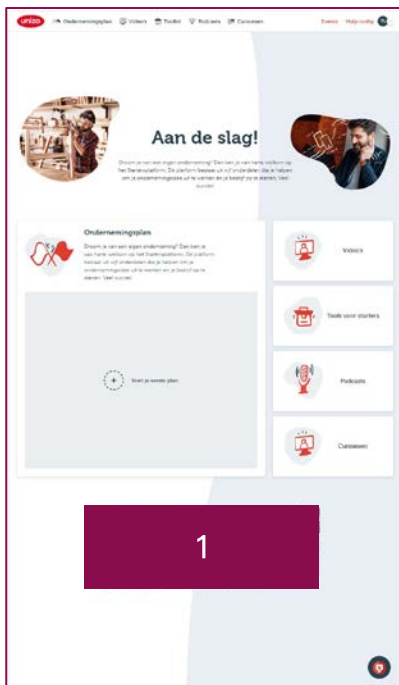 unizo Ondernemingsplan Video's Toolkit Podcasts Cursussen Events Hulp nodig
Aan de slag!
Droom je van een eigen onderneming? Dan ben je van harte welkom op
het Startersplatform. Dit platform bestaat uit vijf onderdelen die je helpen
om je ondernemingsidee uit te werken en je bedrijf op te starten. Veel
succes!
Ondernemingsplan
Droom je van een eigen onderneming? Dan ben je
van harte welkom op het Startersplatform. Dit platform
bestaat uit vijf onderdelen die je helpen om je
ondernemingsidee uit te werken en je bedrijf op te
starten. Veel succes!
Start je eerste plan
Video's
Tools voor starters
Podcasts
Cursussen
1